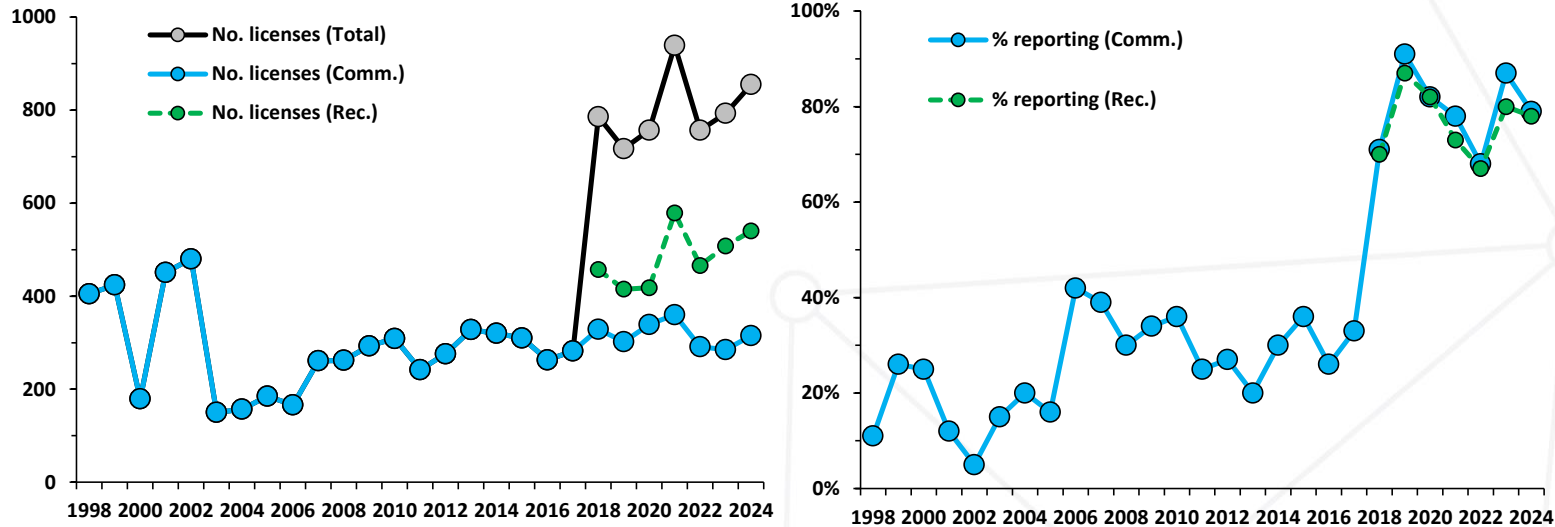 1000
800
600
400
200
0
No. licenses (Total)
No. licenses (Comm.)
No. licenses (Rec.)
1998 2000 2002 2004 2006 2008 2010 2012 2014 2016 2018 2020 2022 2024
100%
80%
60%
40%
20%
0%
% reporting (Comm.)
% reporting (Rec.)
1998 2000 2002 2004 2006 2008 2010 2012 2014 2016 2018 2020 2022 2024